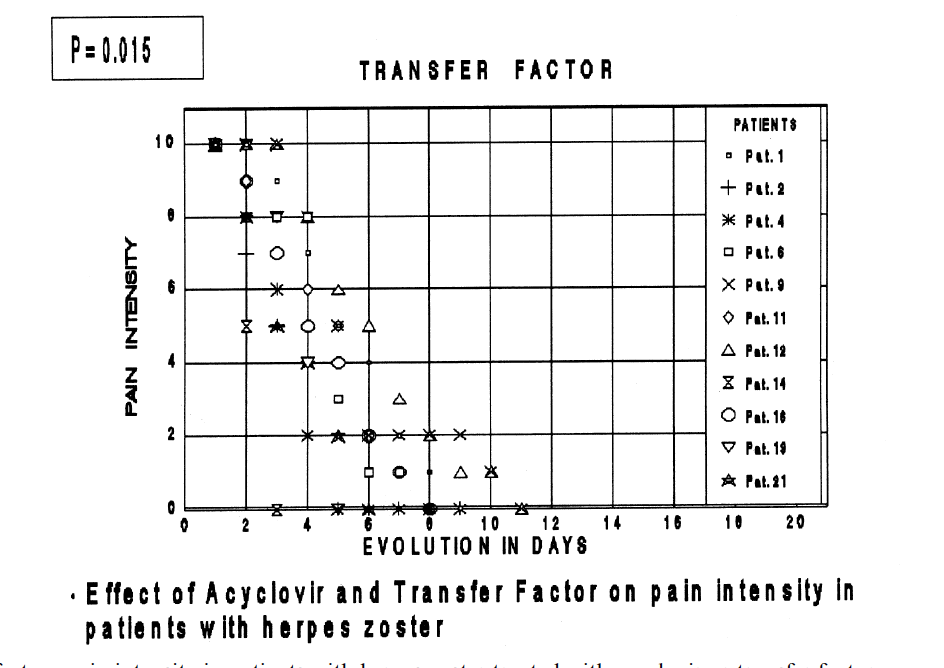 P = 0.015
TRANSFER FACTOR
PATIENTS
Pat. 1
Pat. 2
Pat. 4
Pat. 6
Pat. 9
Pat. 11
Pat. 12
Pat. 14
Pat. 16
Pat. 19
Pat. 21
PAIN INTENSITY
10
8
6
4
2
0
0 2 4 6 8 10 12 14 16 18 20
EVOLUTION IN DAYS
· Effect of Acyclovir and Transfer Factor on pain intensity in
patients with herpes zoster